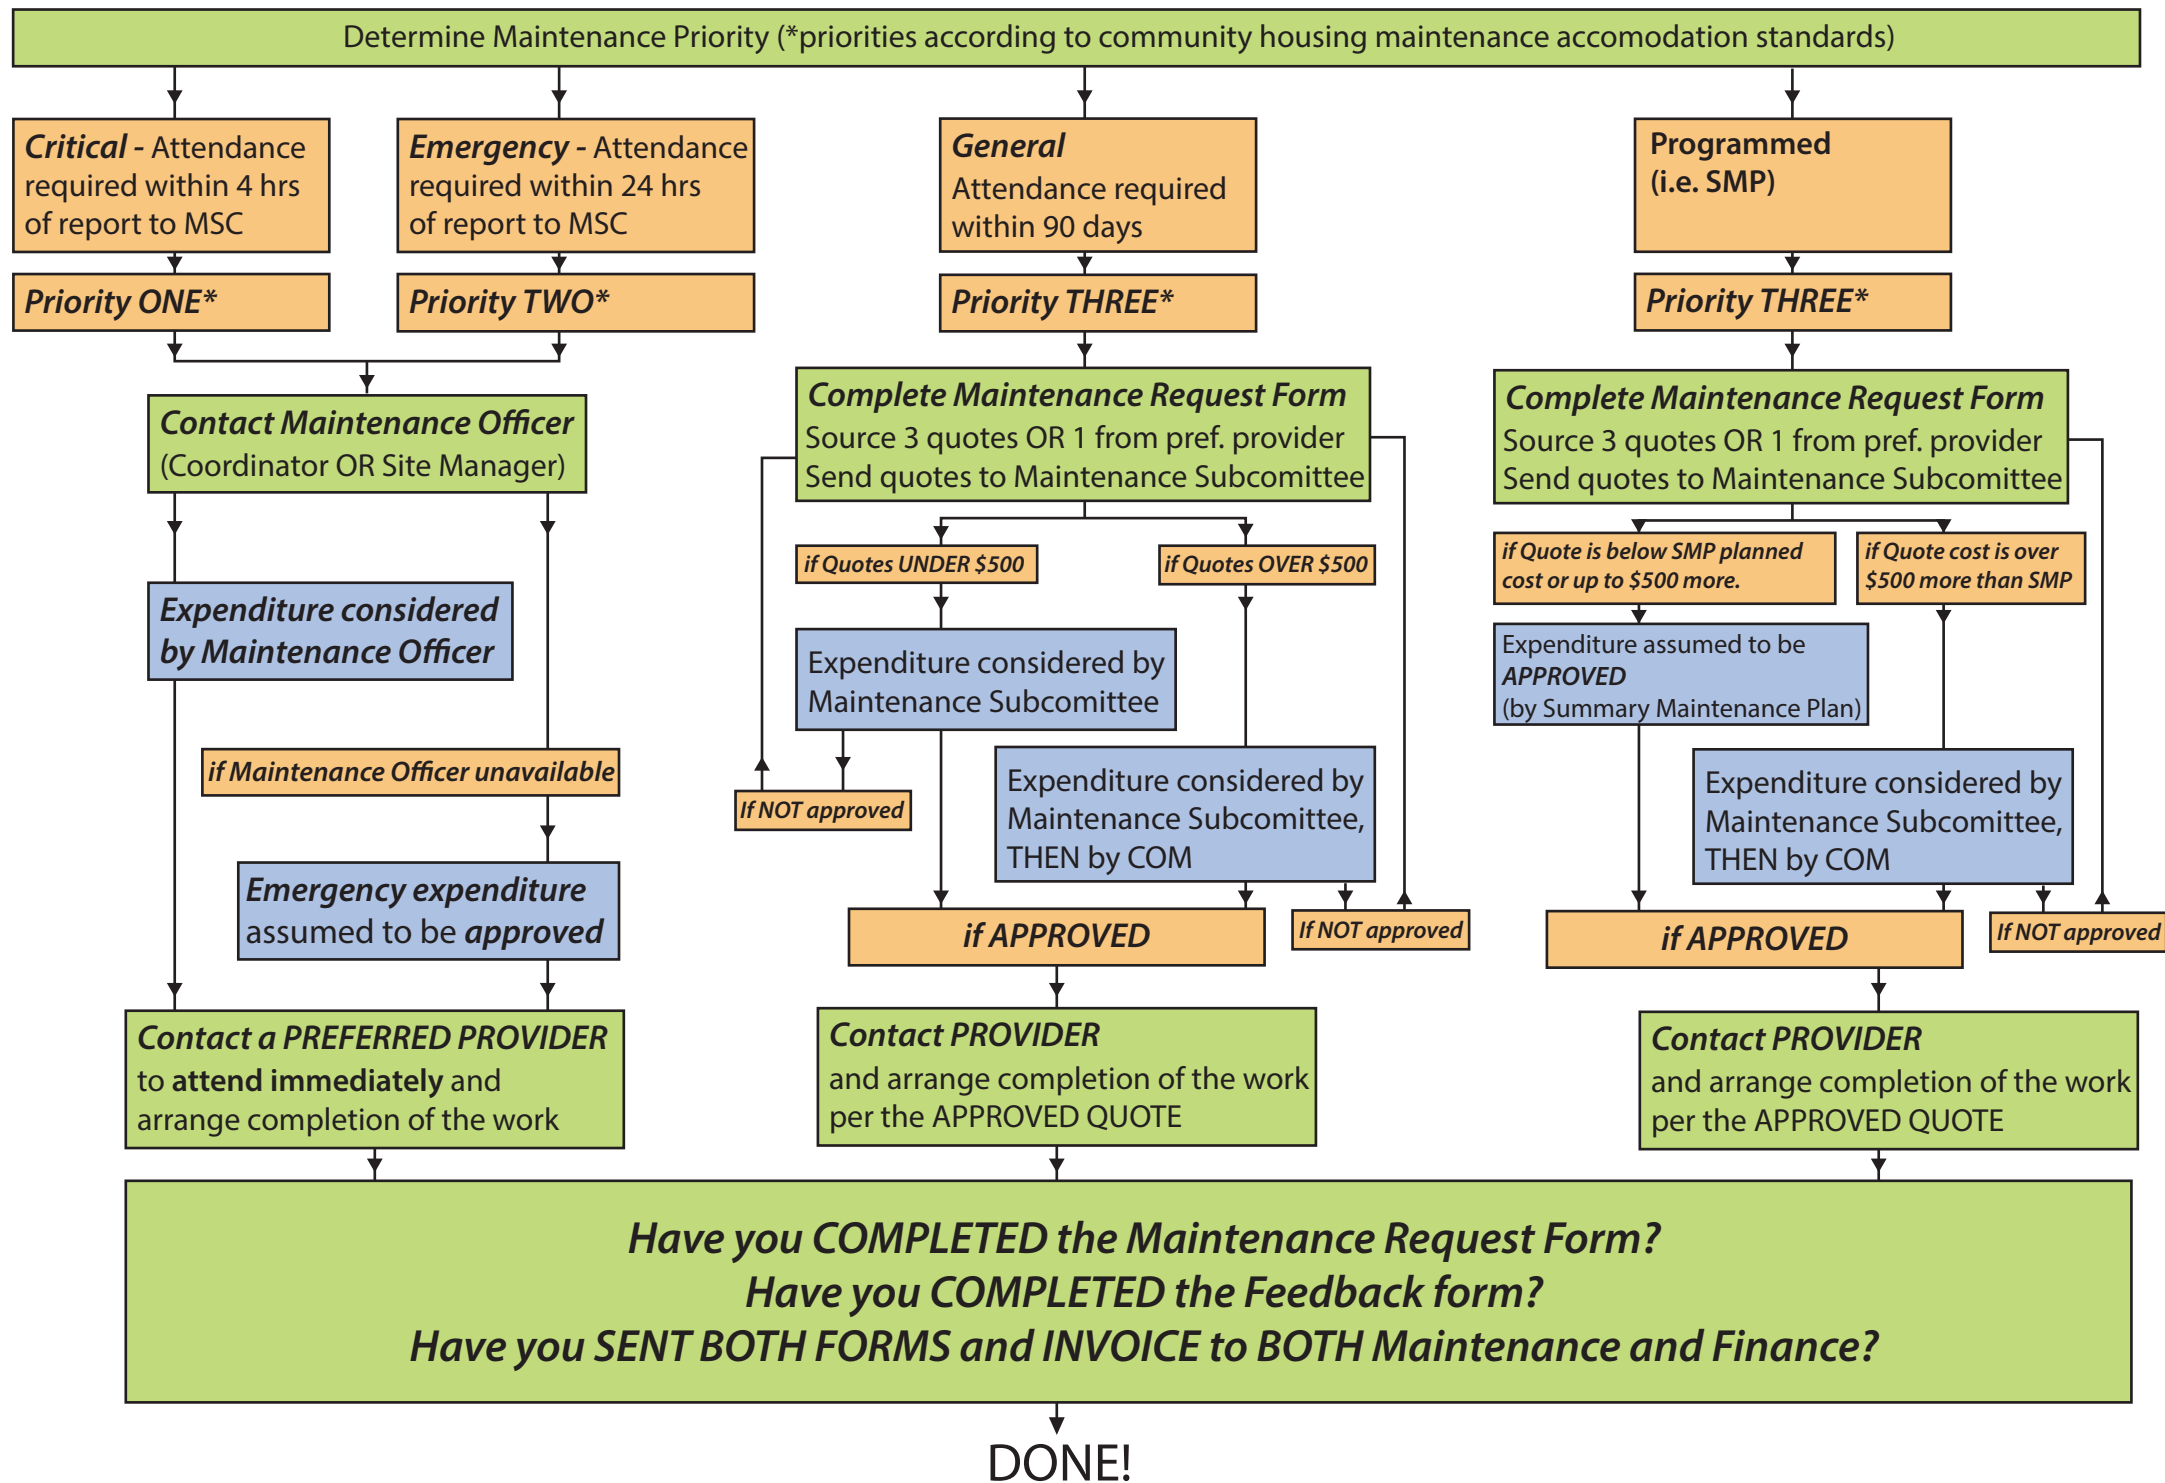 Determine Maintenance Priority (*priorities according to community housing maintenance accomodation standards)
Critical - Attendance
required within 4 hrs
of report to MSC
Emergency - Attendance
required within 24 hrs
of report to MSC
General
Attendance required
within 90 days
Programmed
(i.e. SMP)
Priority ONE*
Priority TWO*
Priority THREE*
Priority THREE*
Contact Maintenance Officer
(Coordinator OR Site Manager)
Complete Maintenance Request Form
Source 3 quotes OR 1 from pref. provider
Send quotes to Maintenance Subcomittee
Complete Maintenance Request Form
Source 3 quotes OR 1 from pref. provider
Send quotes to Maintenance Subcomittee
if Quotes UNDER $500
if Quotes OVER $500
if Quote is below SMP planned
cost or up to $500 more.
if Quote cost is over
$500 more than SMP
Expenditure considered
by Maintenance Officer
Expenditure considered by
Maintenance Subcomittee
Expenditure assumed to be
APPROVED
(by Summary Maintenance Plan)
if Maintenance Officer unavailable
If NOT approved
Expenditure considered by
Maintenance Subcomittee,
THEN by COM
Expenditure considered by
Maintenance Subcomittee,
THEN by COM
Emergency expenditure
assumed to be approved
if APPROVED
If NOT approved
if APPROVED
If NOT approved
Contact a PREFERRED PROVIDER
to attend immediately and
arrange completion of the work
Contact PROVIDER
and arrange completion of the work
per the APPROVED QUOTE
Contact PROVIDER
and arrange completion of the work
per the APPROVED QUOTE
Have you COMPLETED the Maintenance Request Form?
Have you COMPLETED the Feedback form?
Have you SENT BOTH FORMS and INVOICE to BOTH Maintenance and Finance?
DONE!